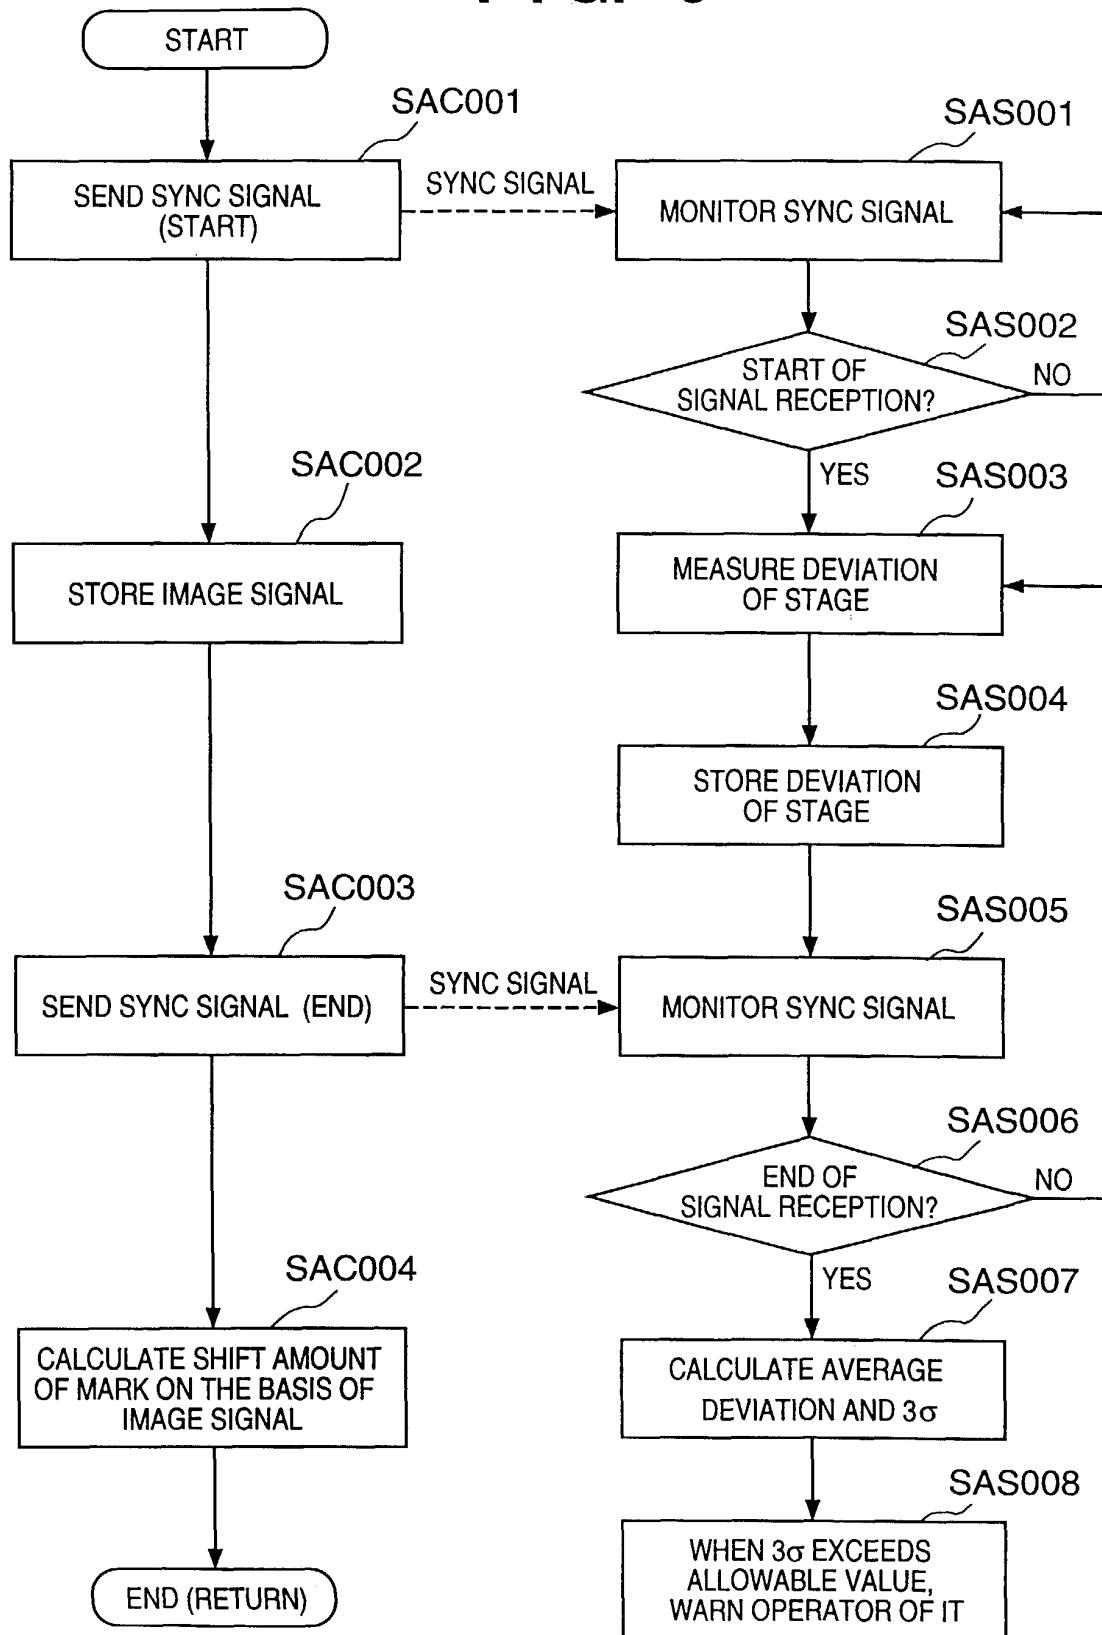 START
SAC001
SEND SYNC SIGNAL
(START)
SYNC SIGNAL
SAS001
MONITOR SYNC SIGNAL
SAS002
START OF
SIGNAL RECEPTION?
NO
YES
SAC002
STORE IMAGE SIGNAL
SAS003
MEASURE DEVIATION
OF STAGE
SAS004
STORE DEVIATION
OF STAGE
SAC003
SEND SYNC SIGNAL (END)
SYNC SIGNAL
SAS005
MONITOR SYNC SIGNAL
SAS006
END OF
SIGNAL RECEPTION?
NO
YES
SAC004
CALCULATE SHIFT AMOUNT
OF MARK ON THE BASIS OF
IMAGE SIGNAL
SAS007
CALCULATE AVERAGE
DEVIATION AND 3σ
SAS008
WHEN 3σ EXCEEDS
ALLOWABLE VALUE,
WARN OPERATOR OF IT
END (RETURN)